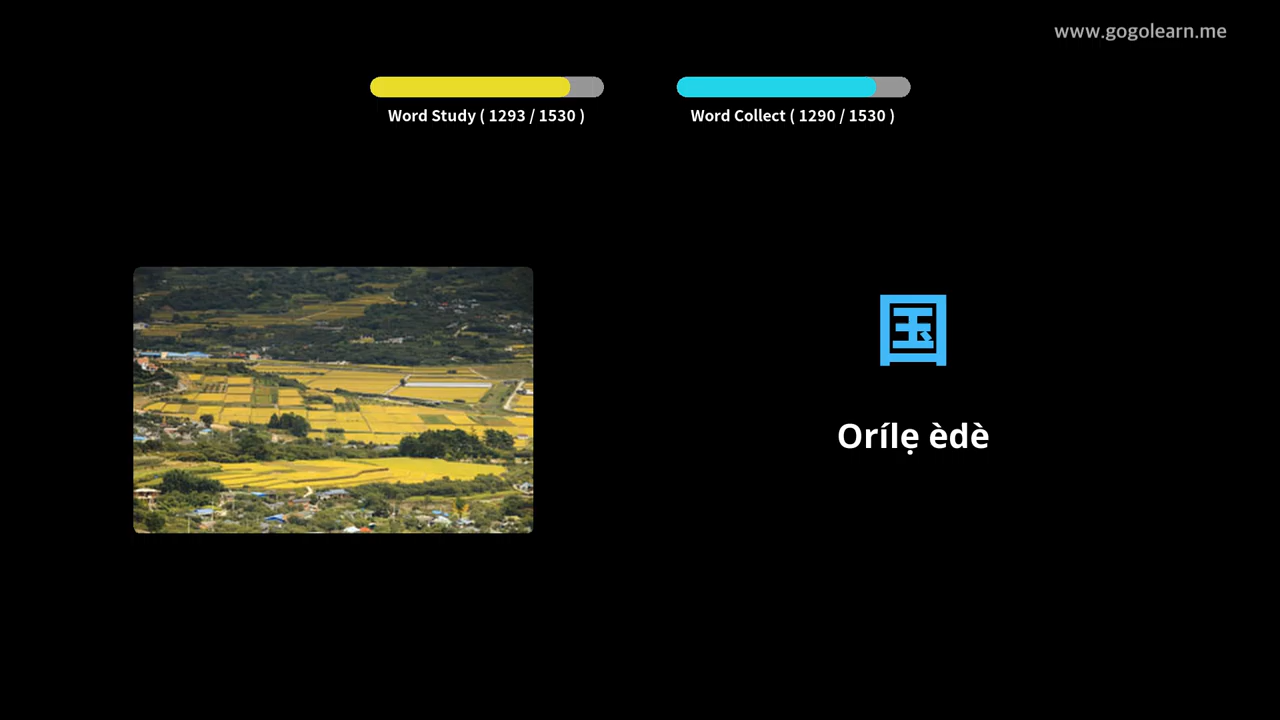 www.gogolearn.me
Word Study ( 1293 / 1530 )
Word Collect ( 1290 / 1530 )
国
Orílẹ èdè